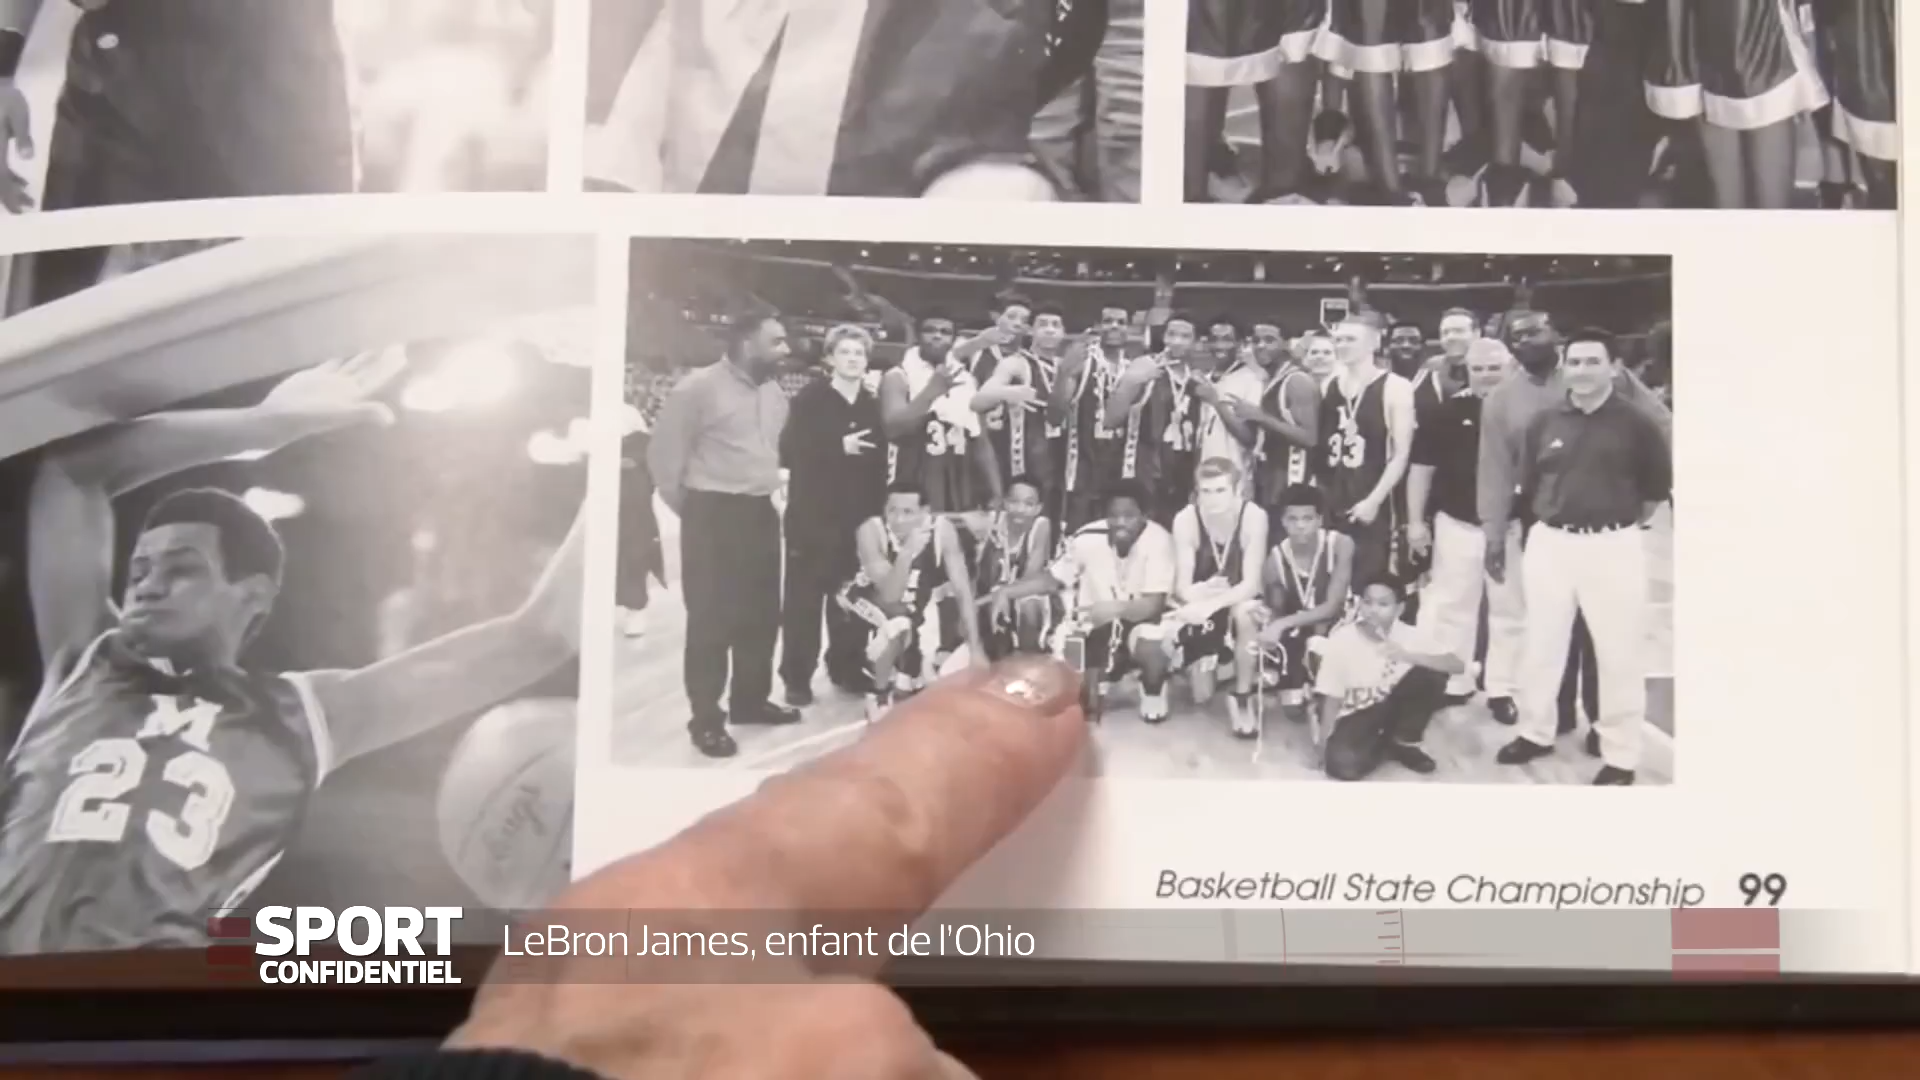 34
33
M
23
Basketball State Championship 99
SPORT
CONFIDENTIEL
LeBron James, enfant de l'Ohio